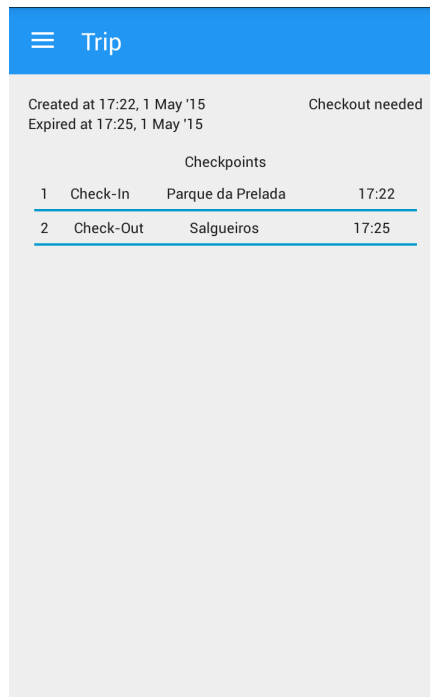 Trip
Created at 17:22, 1 May '15 Checkout needed
Expired at 17:25, 1 May '15
Checkpoints
1 Check-In Parque da Prelada 17:22
2 Check-Out Salgueiros 17:25